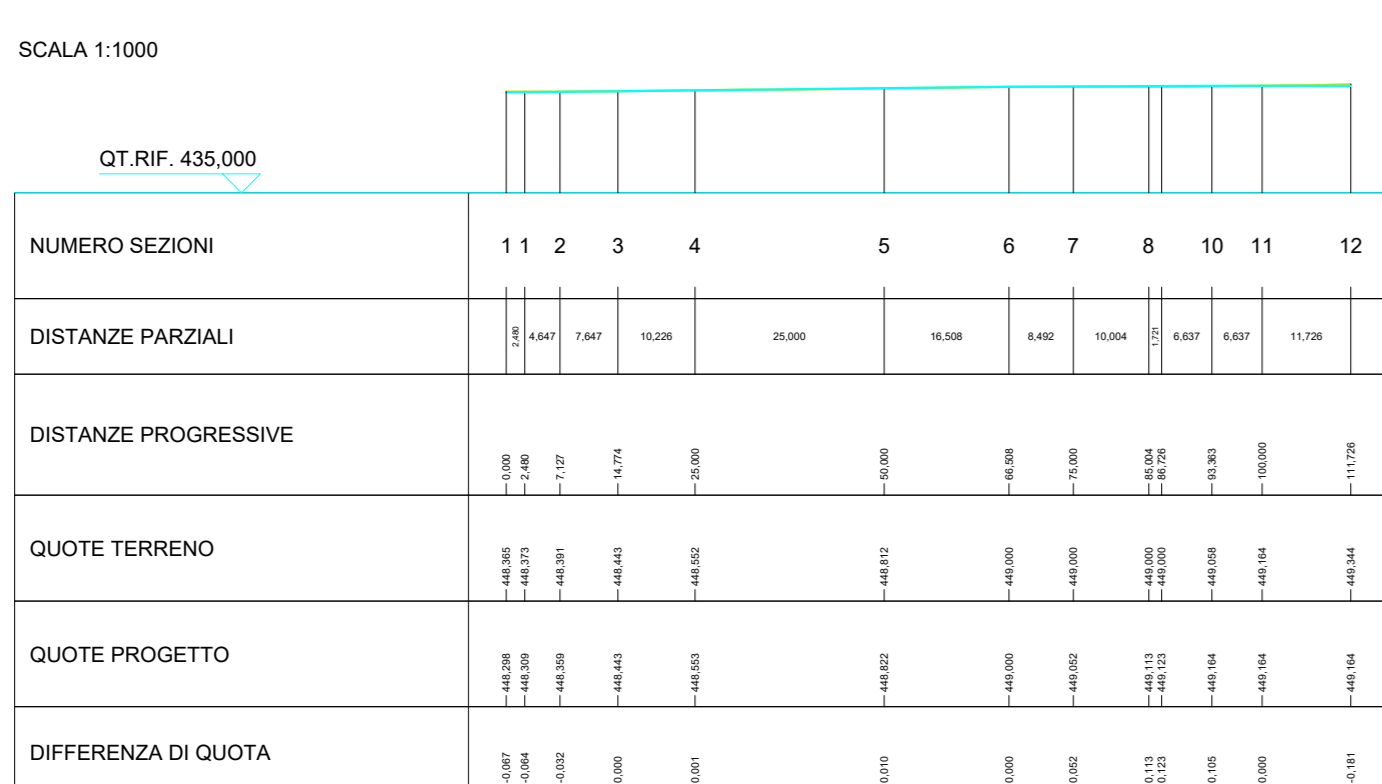 SCALA 1:1000
QT.RIF. 435,000
NUMERO SEZIONI 1 1 2 3 4 5 6 7 8 10 11 12
DISTANZE PARZIALI 2,480 4,647 7,647 10,226 25,000 16,508 8,492 10,004 1,721 6,637 6,637 11,726
DISTANZE PROGRESSIVE 0,000 2,480 7,127 14,774 25,000 50,000 66,508 75,000 85,004 86,726 93,363 100,000 111,726
QUOTE TERRENO 448,365 448,373 448,391 448,443 448,552 448,812 449,000 449,000 449,000 449,000 449,058 449,164 449,344
QUOTE PROGETTO 448,298 448,309 448,359 448,443 448,553 448,822 449,000 449,052 449,113 449,123 449,164 449,164 449,164
DIFFERENZA DI QUOTA -0,067 -0,064 -0,032 0,000 0,001 0,010 0,000 0,052 0,113 0,123 0,105 0,000 -0,181